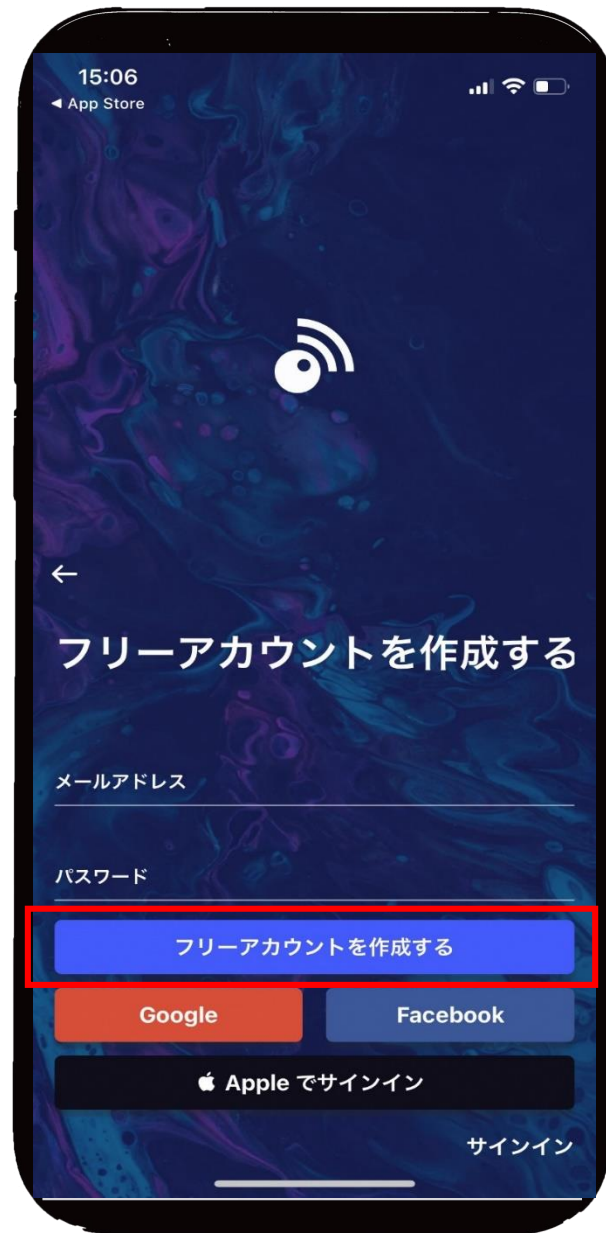 15:06
◀ App Store
フリーアカウントを作成する
メールアドレス
パスワード
フリーアカウントを作成する
Google
Facebook
Apple でサインイン
サインイン